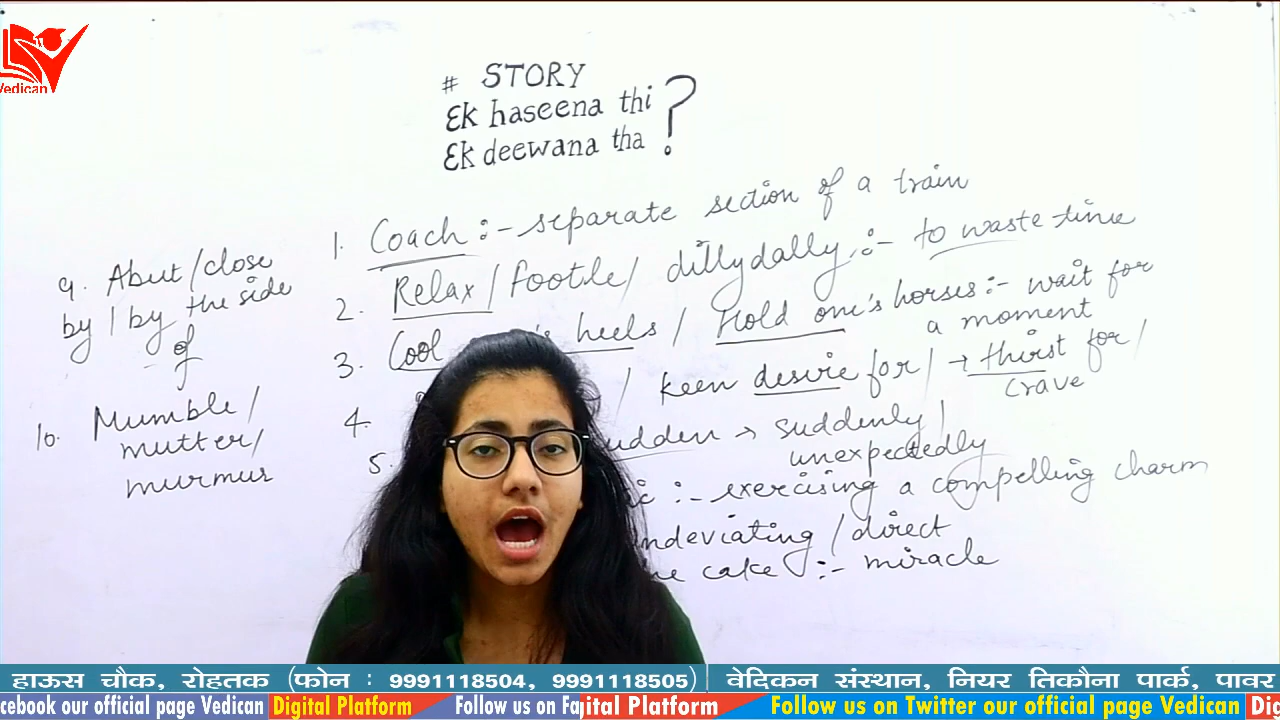 Vedican
# STORY
Ek haseena thi
Ek deewana tha ?
1. Coach :- separate section of a train
2. Relax / footle / dillydally :- to waste time
3. Cool 's heels / Hold one's horses :- wait for
a moment
4. / keen desire for / → thirst for /
crave
5. udden → suddenly /
unexpectedly
ic :- exercising a compelling charm
undeviating / direct
cake :- miracle
9. Abut / close
by / by the side
of
10. Mumble /
mutter /
murmur
हाऊस चौक, रोहतक (फोन : 9991118504, 9991118505) | वेदिकन संस्थान, नियर तिकौना पार्क, पावर
cebook our official page Vedican Digital Platform Follow us on Fa jital Platform Follow us on Twitter our official page Vedican Dig